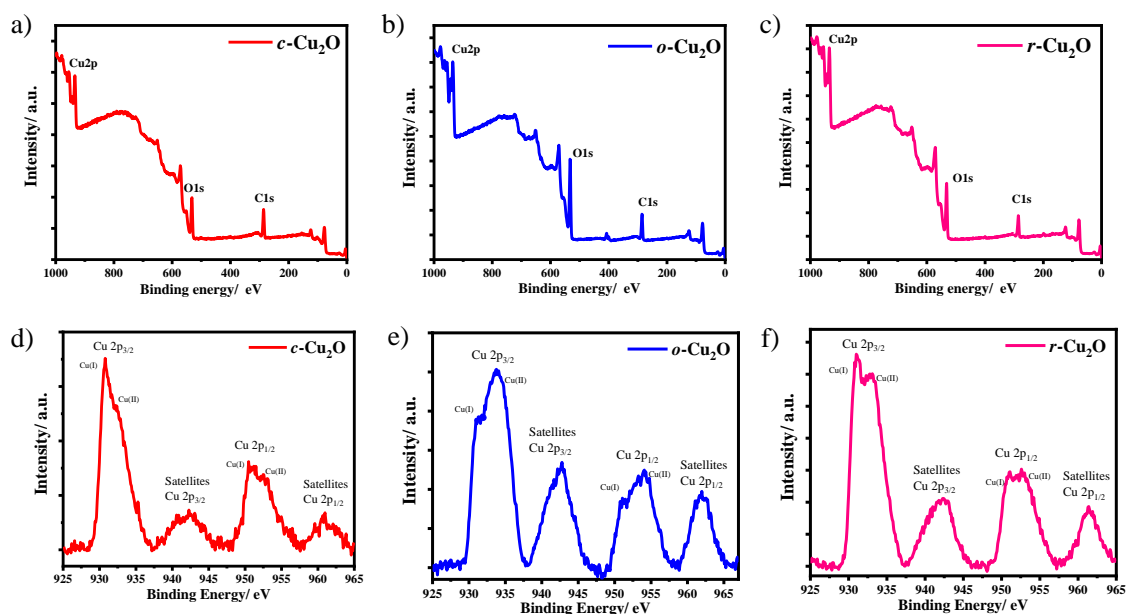 a)
c-Cu₂O
Cu2p
O1s
C1s
Intensity/ a.u.
1000 800 600 400 200 0
Binding energy/ eV
b)
o-Cu₂O
Cu2p
O1s
C1s
Intensity/ a.u.
1000 800 600 400 200 0
Binding energy/ eV
c)
r-Cu₂O
Cu2p
O1s
C1s
Intensity/ a.u.
1000 800 600 400 200 0
Binding energy/ eV
d)
c-Cu₂O
Cu 2p₃/₂
Cu(I)
Cu(II)
Satellites
Cu 2p₃/₂
Cu 2p₁/₂
Cu(I)
Cu(II)
Satellites
Cu 2p₁/₂
Intensity/ a.u.
925 930 935 940 945 950 955 960 965
Binding Energy/ eV
e)
o-Cu₂O
Cu 2p₃/₂
Cu(I)
Cu(II)
Satellites
Cu 2p₃/₂
Cu 2p₁/₂
Cu(I)
Cu(II)
Satellites
Cu 2p₁/₂
Intensity/ a.u.
925 930 935 940 945 950 955 960 965
Binding Energy/ eV
f)
r-Cu₂O
Cu 2p₃/₂
Cu(I)
Cu(II)
Satellites
Cu 2p₃/₂
Cu 2p₁/₂
Cu(I)
Cu(II)
Satellites
Cu 2p₁/₂
Intensity/ a.u.
925 930 935 940 945 950 955 960 965
Binding Energy/ eV